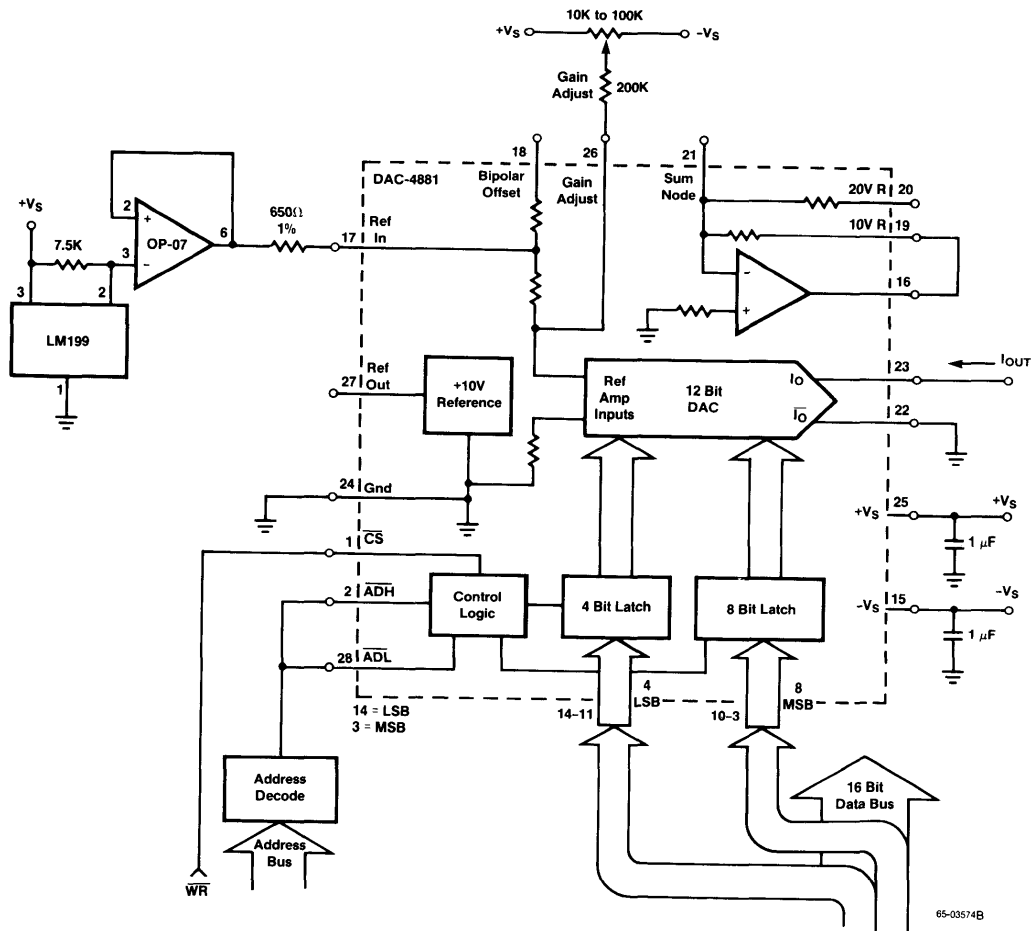 10K to 100K
+VS
−VS
Gain
Adjust
200K
18
26
21
DAC-4881
Bipolar
Offset
Gain
Adjust
Sum
Node
20V R
20
10V R
19
+VS
2
+
OP-07
6
650Ω
1%
17
Ref
In
7.5K
3
−
3
2
−
+
16
LM199
1
Ref
Out
27
+10V
Reference
Ref
Amp
Inputs
12 Bit
DAC
IO
IO
23
IOUT
22
24
Gnd
25
+VS
+VS
1 μF
1
CS
2
ADH
Control
Logic
4 Bit Latch
8 Bit Latch
−VS
15
−VS
1 μF
28
ADL
4
LSB
8
MSB
14 = LSB
3 = MSB
14–11
10–3
Address
Decode
16 Bit
Data Bus
Address
Bus
WR
65-03574B